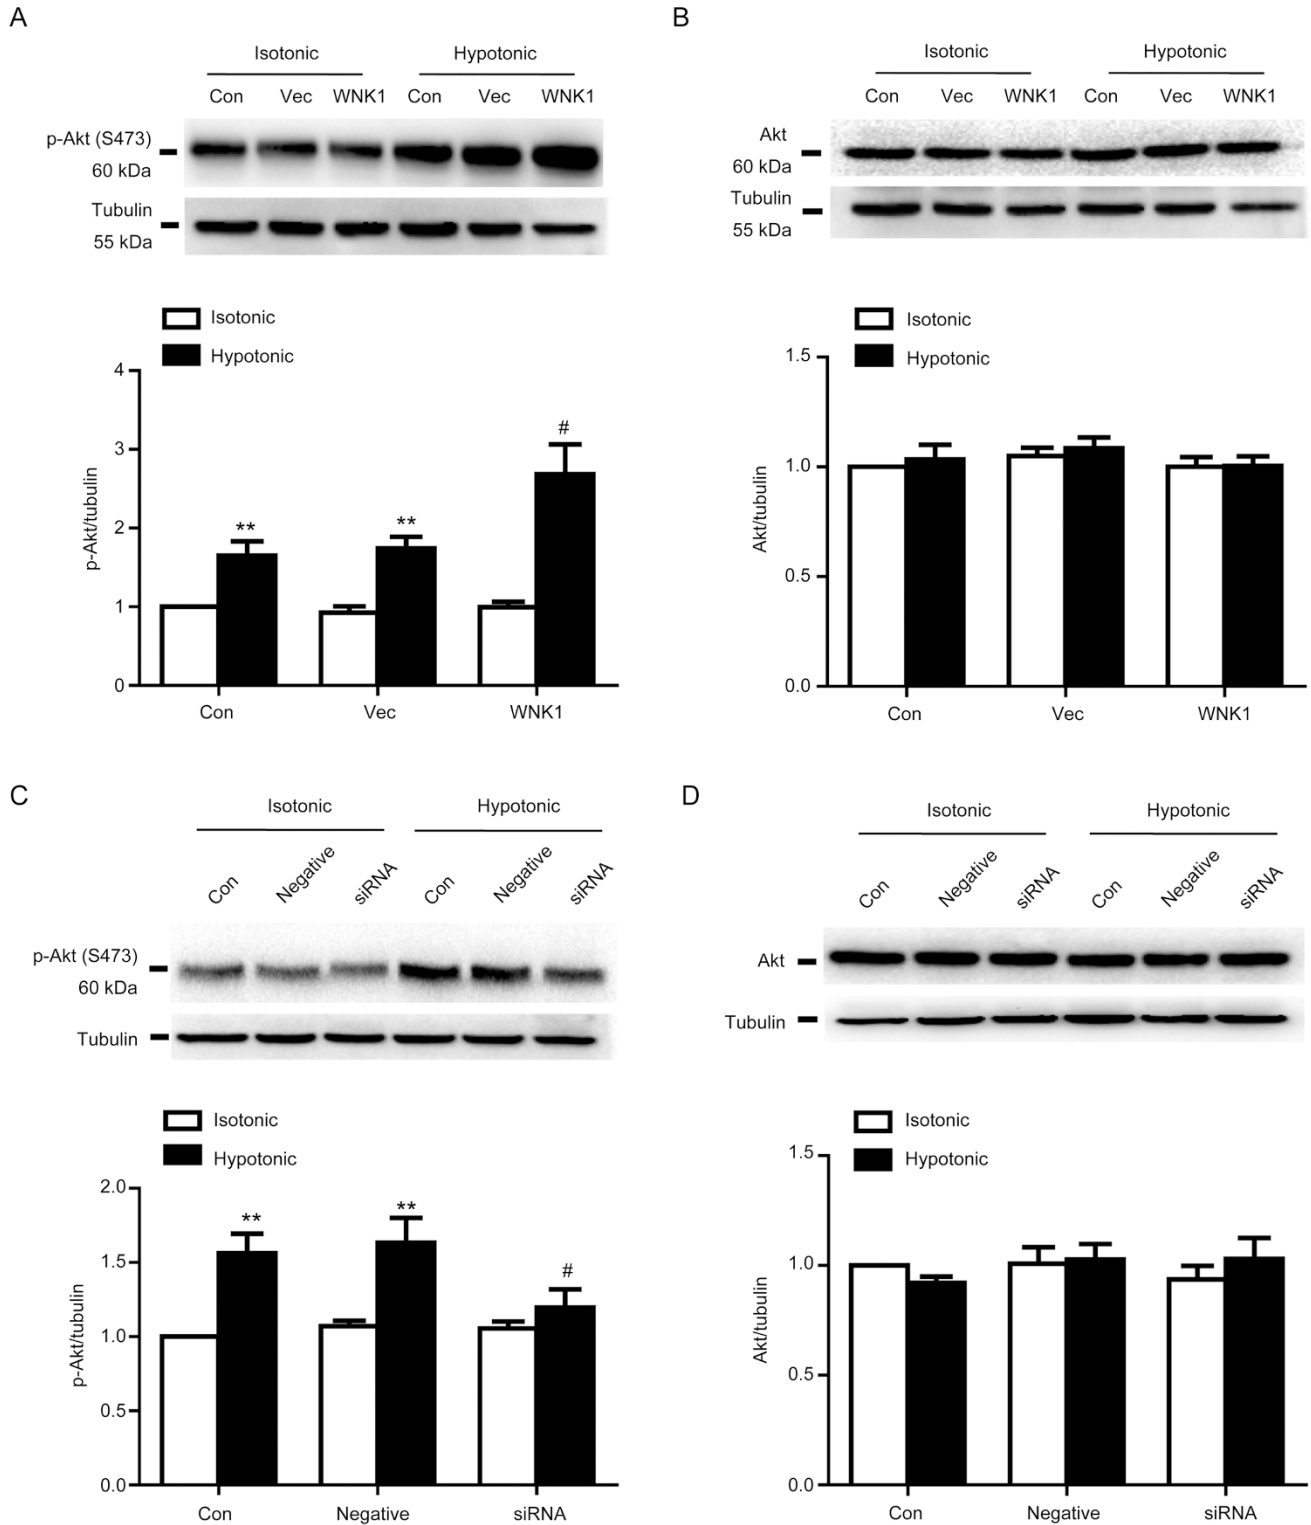 A
Isotonic Hypotonic
Con Vec WNK1 Con Vec WNK1
p-Akt (S473)
60 kDa
Tubulin
55 kDa
Isotonic
Hypotonic
p-Akt/tubulin
4
3
2
1
0
**
**
#
Con Vec WNK1
B
Isotonic Hypotonic
Con Vec WNK1 Con Vec WNK1
Akt
60 kDa
Tubulin
55 kDa
Isotonic
Hypotonic
Akt/tubulin
1.5
1.0
0.5
0.0
Con Vec WNK1
C
Isotonic Hypotonic
Con Negative siRNA Con Negative siRNA
p-Akt (S473)
60 kDa
Tubulin
Isotonic
Hypotonic
p-Akt/tubulin
2.0
1.5
1.0
0.5
0.0
**
**
#
Con Negative siRNA
D
Isotonic Hypotonic
Con Negative siRNA Con Negative siRNA
Akt
Tubulin
Isotonic
Hypotonic
Akt/tubulin
1.5
1.0
0.5
0.0
Con Negative siRNA